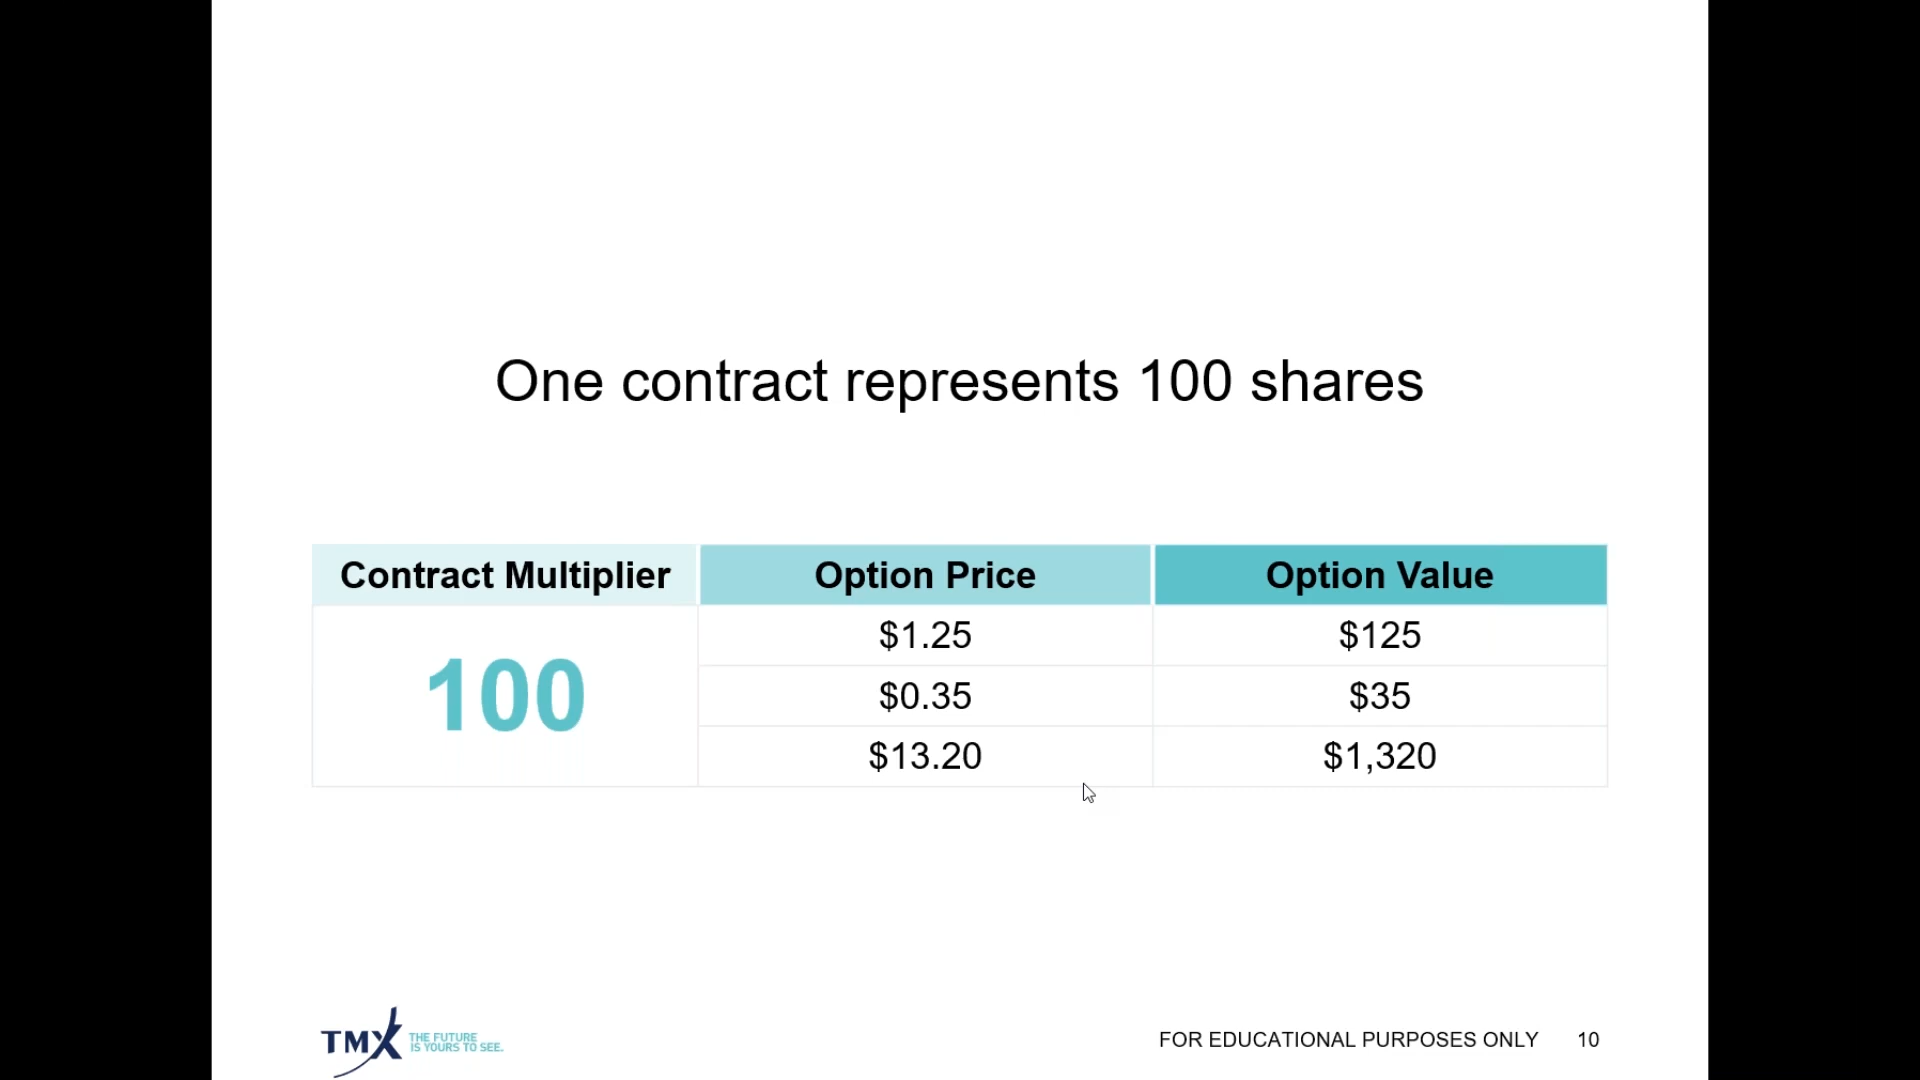 One contract represents 100 shares
Contract Multiplier Option Price Option Value
100
$1.25 $125
$0.35 $35
$13.20 $1,320
TMX THE FUTURE
IS YOURS TO SEE.
FOR EDUCATIONAL PURPOSES ONLY 10